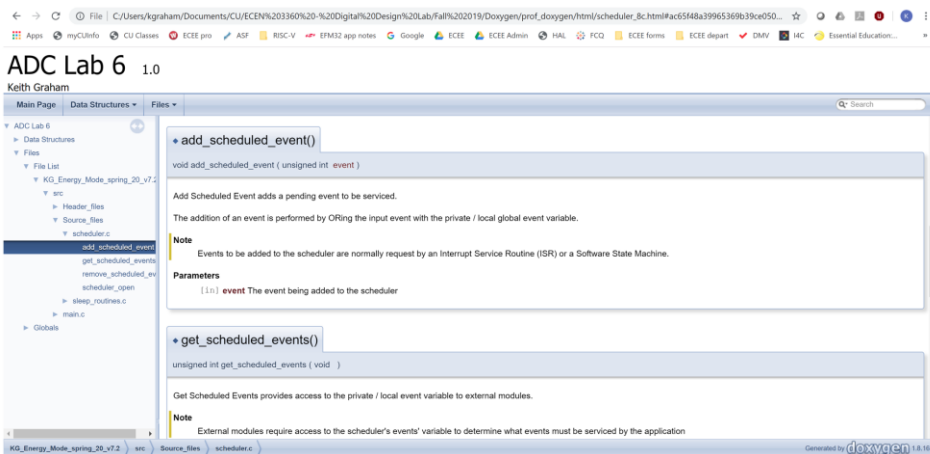 File | C:/Users/kgraham/Documents/CU/ECEN%203360%20-%20Digital%20Design%20Lab/Fall%202019/Doxygen/prof_doxygen/html/scheduler_8c.html#ac65f48a39965369b39ce050...
Apps myCUInfo CU Classes ECEE pro ASF RISC-V EFM32 app notes Google ECEE ECEE Admin HAL FCQ ECEE forms ECEE depart DMV I4C Essential Education:... »
ADC Lab 6 1.0
Keith Graham
Main Page Data Structures Files Search
ADC Lab 6
Data Structures
Files
File List
KG_Energy_Mode_spring_20_v7.2
src
Header_files
Source_files
scheduler.c
add_scheduled_event
get_scheduled_events
remove_scheduled_ev
scheduler_open
sleep_routines.c
main.c
Globals
add_scheduled_event()
void add_scheduled_event ( unsigned int event )
Add Scheduled Event adds a pending event to be serviced.
The addition of an event is performed by ORing the input event with the private / local global event variable.
Note
Events to be added to the scheduler are normally request by an Interrupt Service Routine (ISR) or a Software State Machine.
Parameters
[in] event The event being added to the scheduler
get_scheduled_events()
unsigned int get_scheduled_events ( void )
Get Scheduled Events provides access to the private / local event variable to external modules.
Note
External modules require access to the scheduler's events' variable to determine what events must be serviced by the application
KG_Energy_Mode_spring_20_v7.2 src Source_files scheduler.c Generated by doxygen 1.8.16